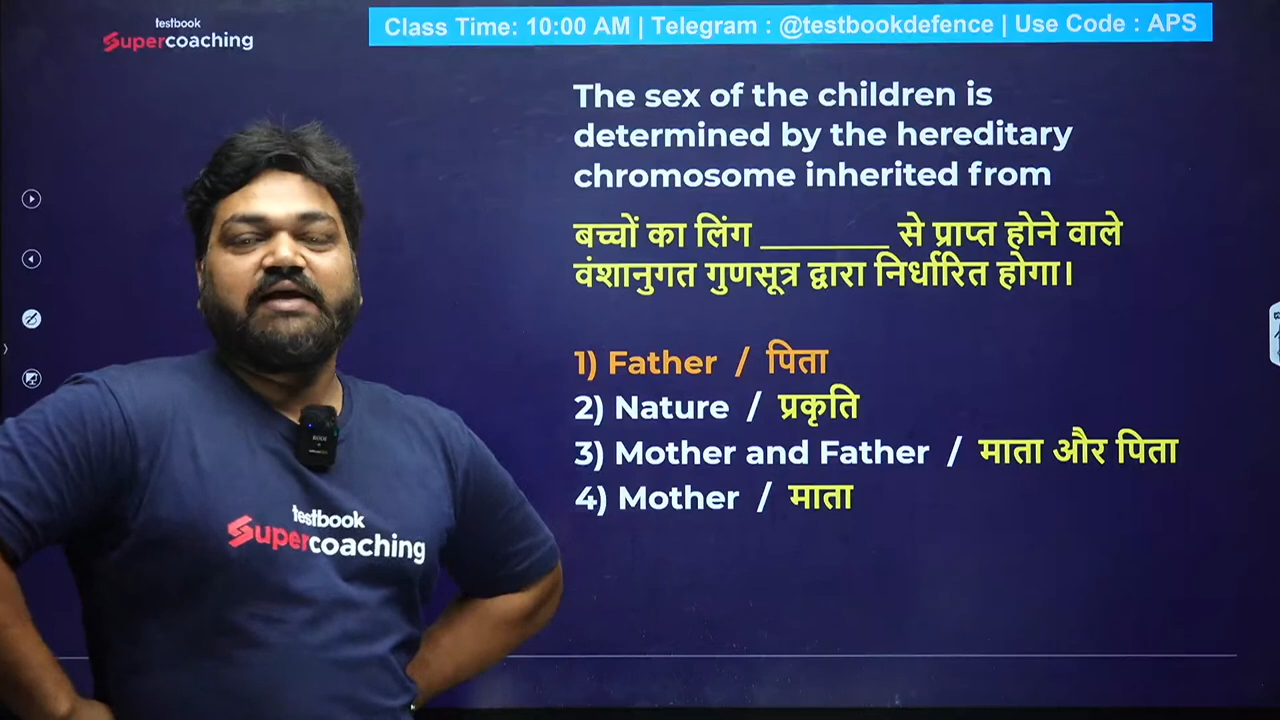 testbook
Supercoaching
Class Time: 10:00 AM | Telegram : @testbookdefence | Use Code : APS
The sex of the children is
determined by the hereditary
chromosome inherited from
बच्चों का लिंग ________ से प्राप्त होने वाले
वंशानुगत गुणसूत्र द्वारा निर्धारित होगा।
1) Father / पिता
2) Nature / प्रकृति
3) Mother and Father / माता और पिता
4) Mother / माता
testbook
Supercoaching